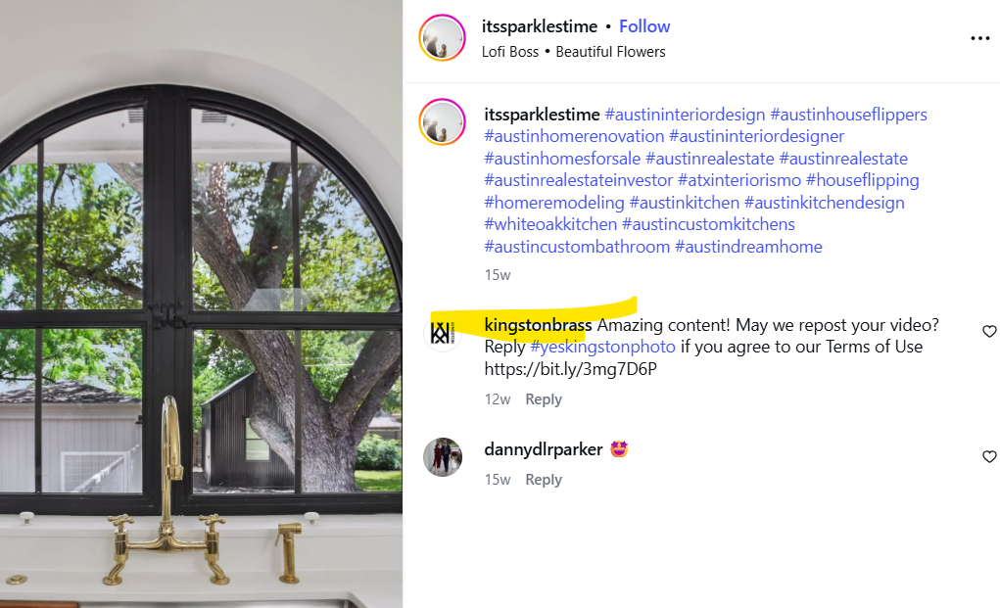 itssparklestime • Follow
Lofi Boss • Beautiful Flowers
itssparklestime #austininteriordesign #austinhouseflippers
#austinhomerenovation #austininteriordesigner
#austinhomesforsale #austinrealestate #austinrealestate
#austinrealestateinvestor #atxinteriorismo #houseflipping
#homeremodeling #austinkitchen #austinkitchendesign
#whiteoakkitchen #austincustomkitchens
#austincustombathroom #austindreamhome
15w
kingstonbrass Amazing content! May we repost your video?
Reply #yeskingstonphoto if you agree to our Terms of Use
https://bit.ly/3mg7D6P
12w Reply
dannydlrparker 🤩
15w Reply